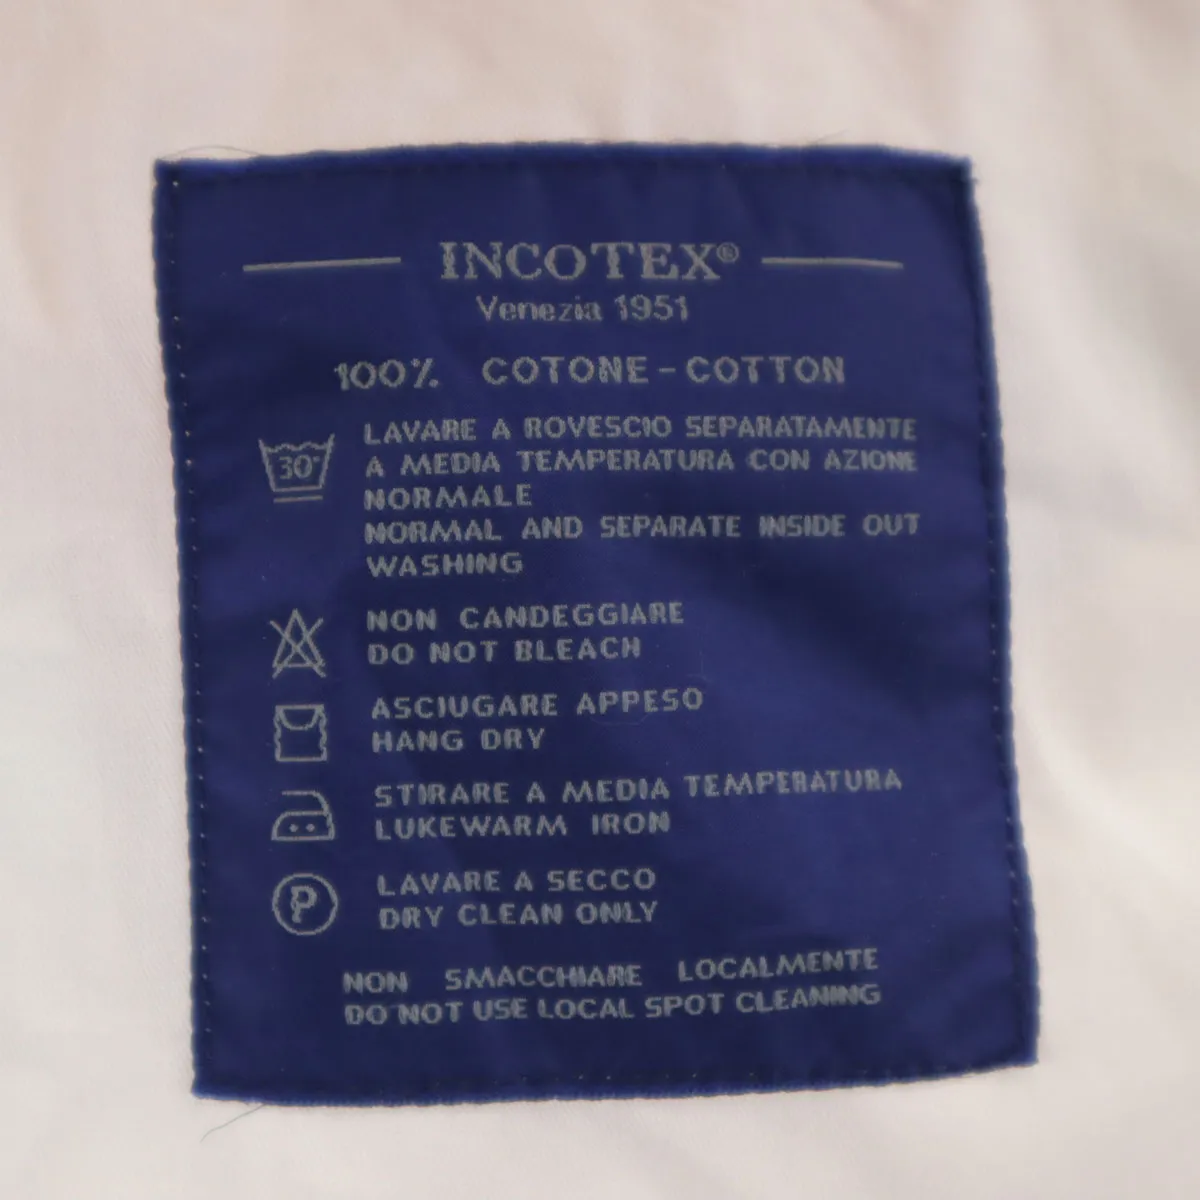 INCOTEX®
Venezia 1951
100% COTONE - COTTON
30°
LAVARE A ROVESCIO SEPARATAMENTE
A MEDIA TEMPERATURA CON AZIONE
NORMALE
NORMAL AND SEPARATE INSIDE OUT
WASHING
NON CANDEGGIARE
DO NOT BLEACH
ASCIUGARE APPESO
HANG DRY
STIRARE A MEDIA TEMPERATURA
LUKEWARM IRON
P
LAVARE A SECCO
DRY CLEAN ONLY
NON SMACCHIARE LOCALMENTE
DO NOT USE LOCAL SPOT CLEANING